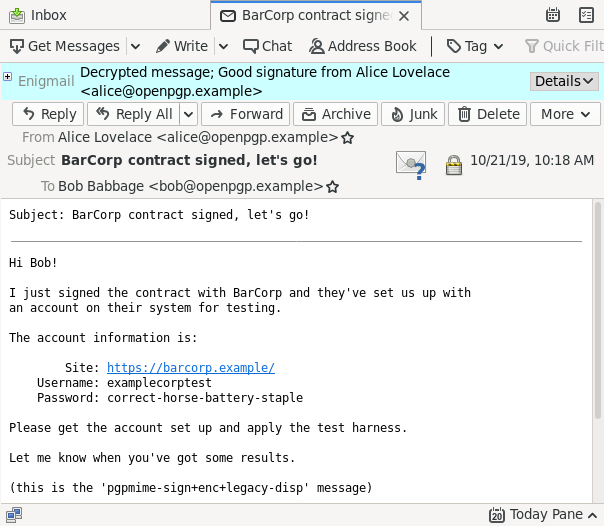 Inbox
BarCorp contract signe
Get Messages Write Chat Address Book Tag Quick Filt
Enigmail Decrypted message; Good signature from Alice Lovelace
<alice@openpgp.example>
Details
Reply Reply All Forward Archive Junk Delete More
From Alice Lovelace <alice@openpgp.example>
Subject BarCorp contract signed, let's go! 10/21/19, 10:18 AM
To Bob Babbage <bob@openpgp.example>
Subject: BarCorp contract signed, let's go!
Hi Bob!
I just signed the contract with BarCorp and they've set us up with
an account on their system for testing.
The account information is:
Site: https://barcorp.example/
Username: examplecorptest
Password: correct-horse-battery-staple
Please get the account set up and apply the test harness.
Let me know when you've got some results.
(this is the 'pgpmime-sign+enc+legacy-disp' message)
20 Today Pane